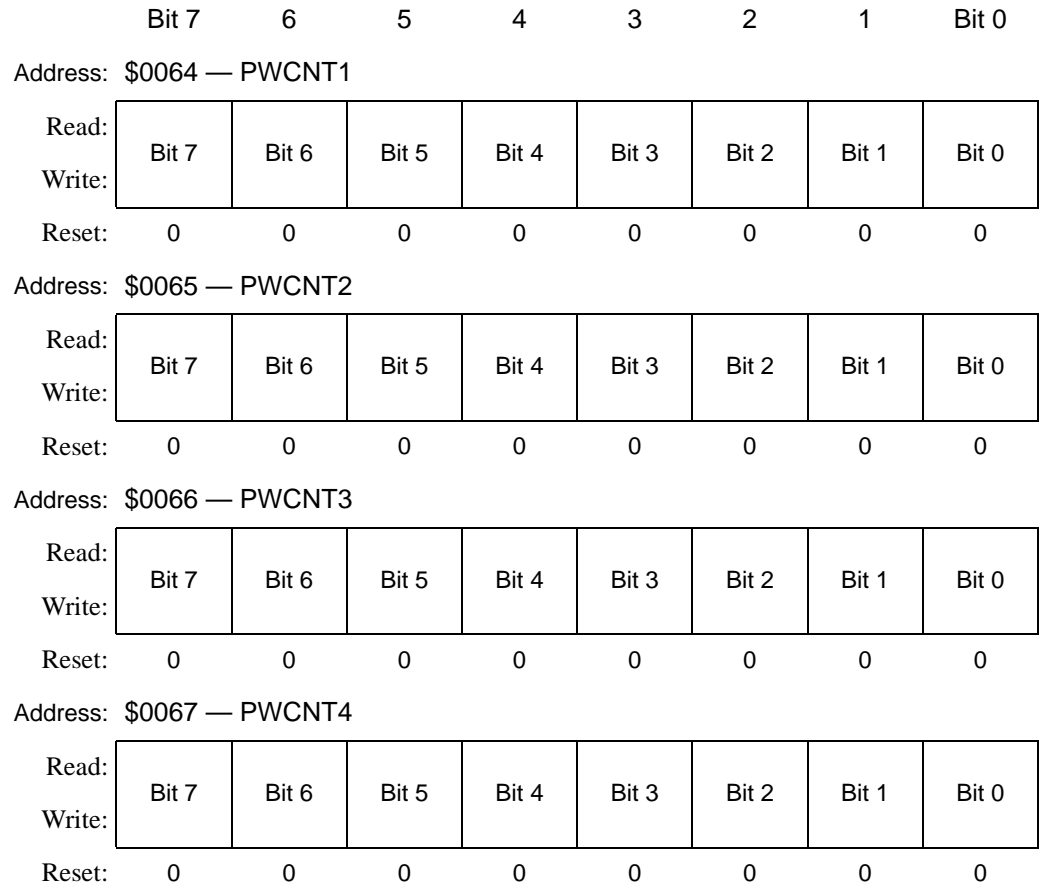 Bit 7 6 5 4 3 2 1 Bit 0
Address: $0064 — PWCNT1
Read:
Bit 7 Bit 6 Bit 5 Bit 4 Bit 3 Bit 2 Bit 1 Bit 0
Write:
Reset: 0 0 0 0 0 0 0 0
Address: $0065 — PWCNT2
Read:
Bit 7 Bit 6 Bit 5 Bit 4 Bit 3 Bit 2 Bit 1 Bit 0
Write:
Reset: 0 0 0 0 0 0 0 0
Address: $0066 — PWCNT3
Read:
Bit 7 Bit 6 Bit 5 Bit 4 Bit 3 Bit 2 Bit 1 Bit 0
Write:
Reset: 0 0 0 0 0 0 0 0
Address: $0067 — PWCNT4
Read:
Bit 7 Bit 6 Bit 5 Bit 4 Bit 3 Bit 2 Bit 1 Bit 0
Write:
Reset: 0 0 0 0 0 0 0 0